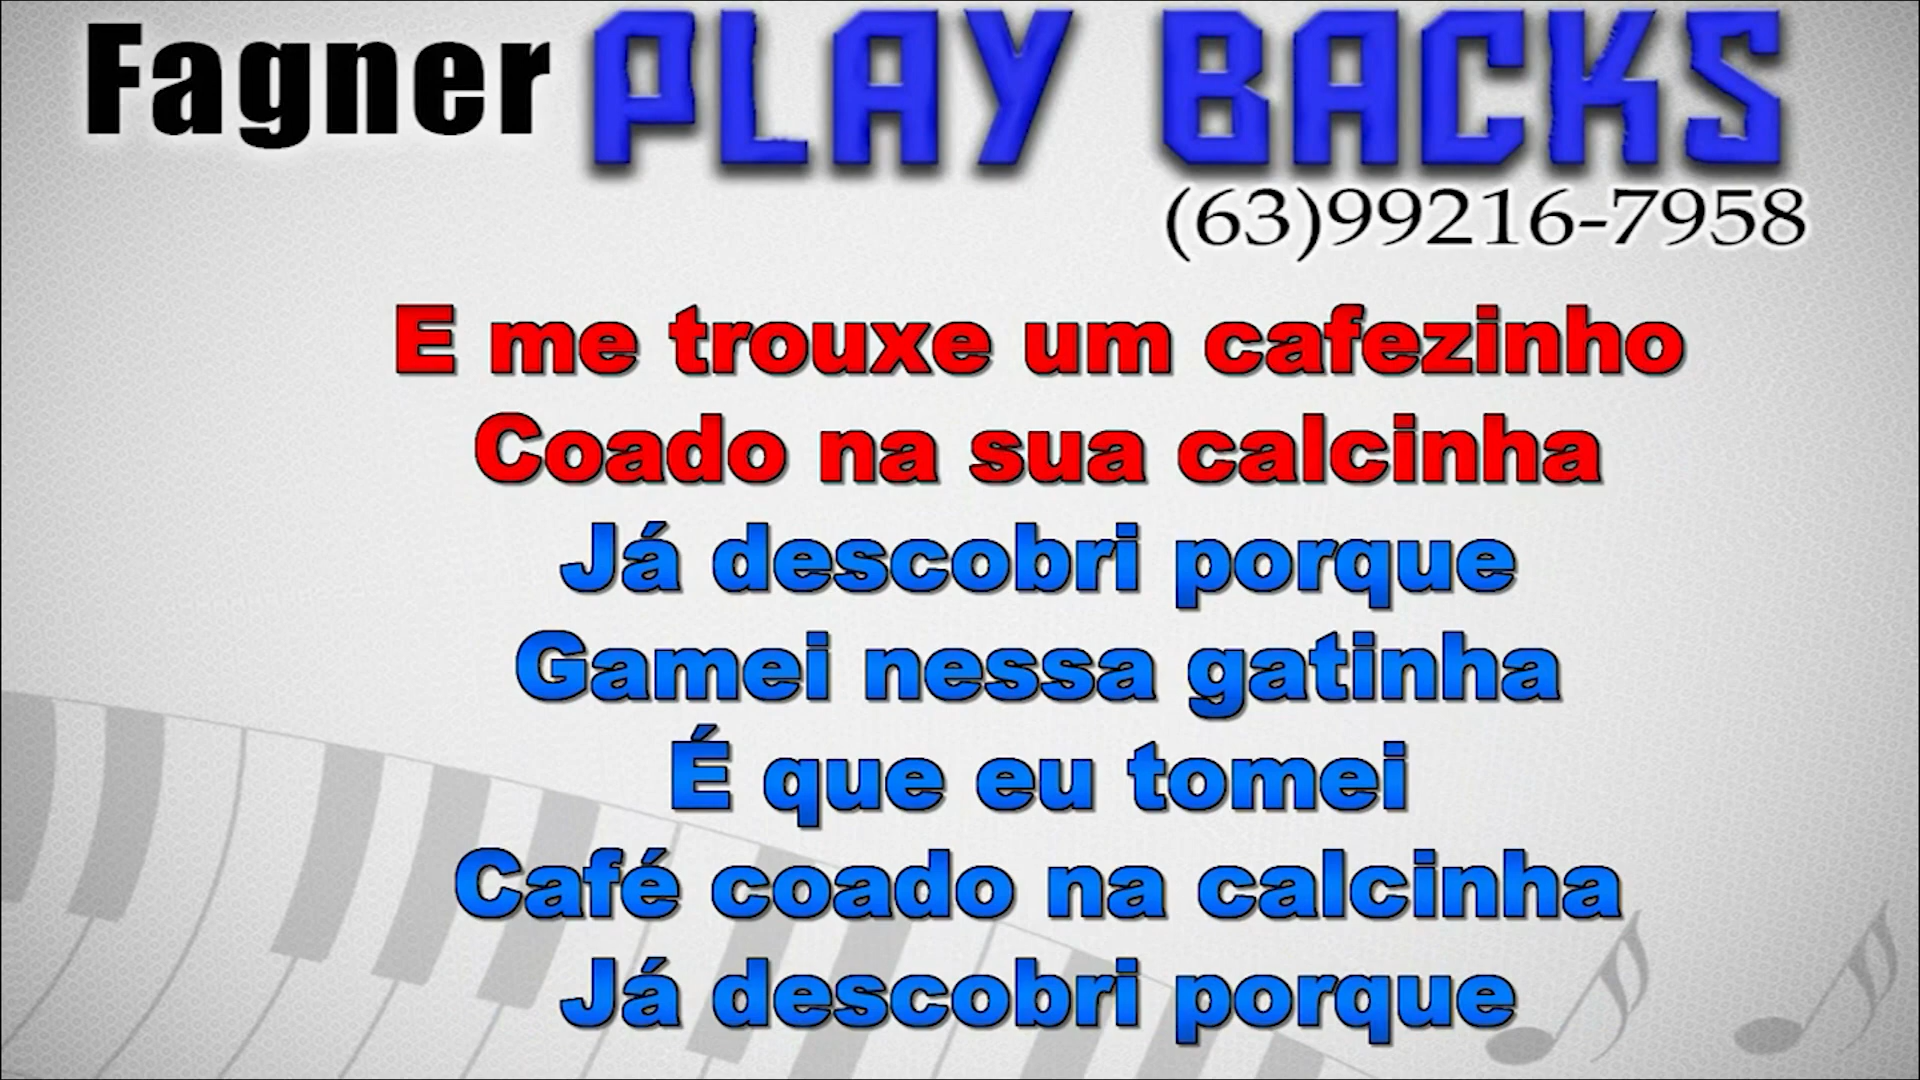 Fagner PLAY BACKS
(63)99216-7958
E me trouxe um cafezinho
Coado na sua calcinha
Já descobri porque
Gamei nessa gatinha
É que eu tomei
Café coado na calcinha
Já descobri porque